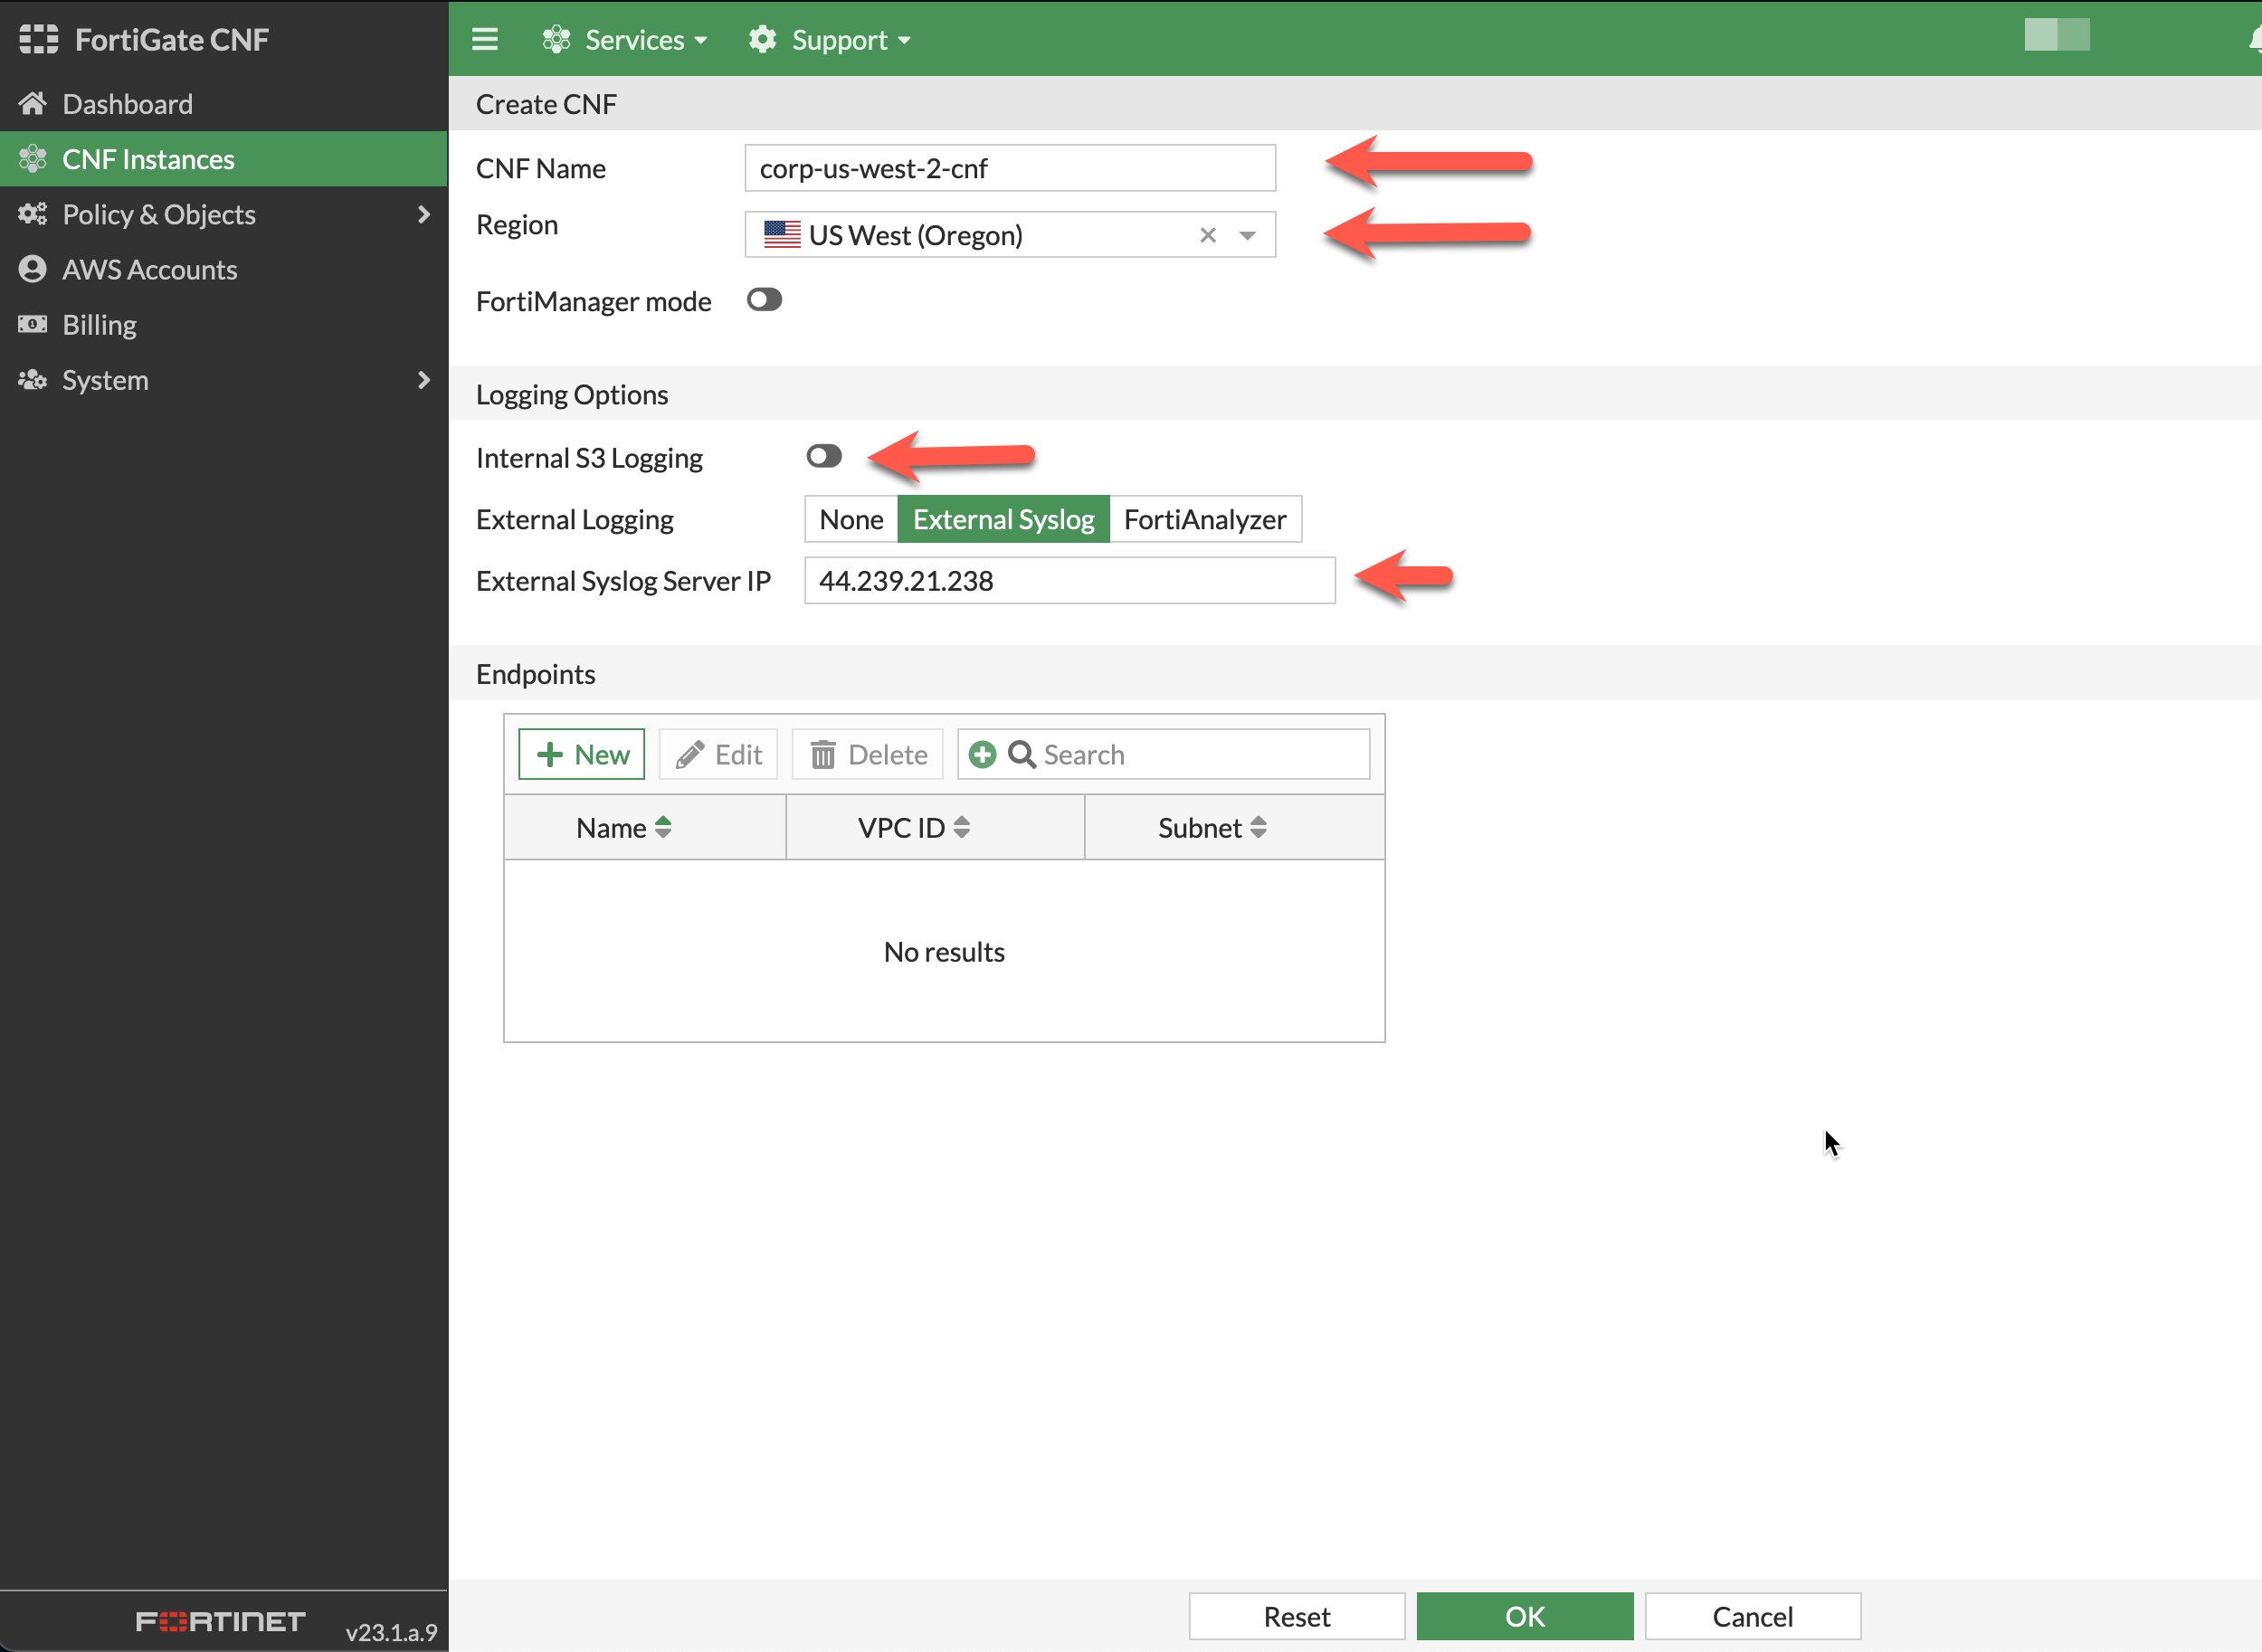 FortiGate CNF
Services
Support
Dashboard
CNF Instances
Policy & Objects
AWS Accounts
Billing
System
Create CNF
CNF Name
corp-us-west-2-cnf
Region
US West (Oregon)
FortiManager mode
Logging Options
Internal S3 Logging
External Logging
None
External Syslog
FortiAnalyzer
External Syslog Server IP
44.239.21.238
Endpoints
New
Edit
Delete
Search
Name
VPC ID
Subnet
No results
FORTINET
v23.1.a.9
Reset
OK
Cancel